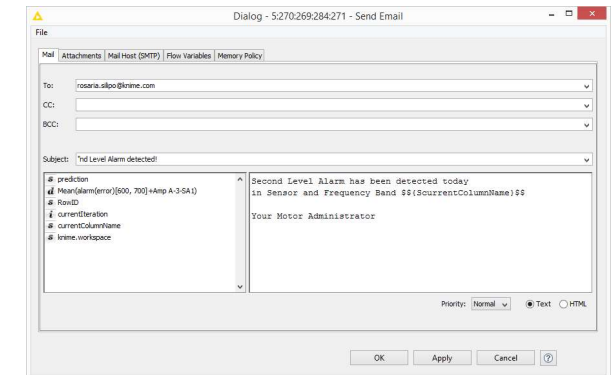 Dialog - 5:270:269:284:271 - Send Email
File
Mail Attachments Mail Host (SMTP) Flow Variables Memory Policy
To: rosaria.silipo@knime.com
CC:
BCC:
Subject: "nd Level Alarm detected!
S prediction
d Mean(alarm(error)[600, 700]+Amp A-3-SA1)
S RowID
i currentIteration
S currentColumnName
S knime.workspace
Second Level Alarm has been detected today
in Sensor and Frequency Band $${ScurrentColumnName}$$
Your Motor Administrator
Priority: Normal Text HTML
OK Apply Cancel ?